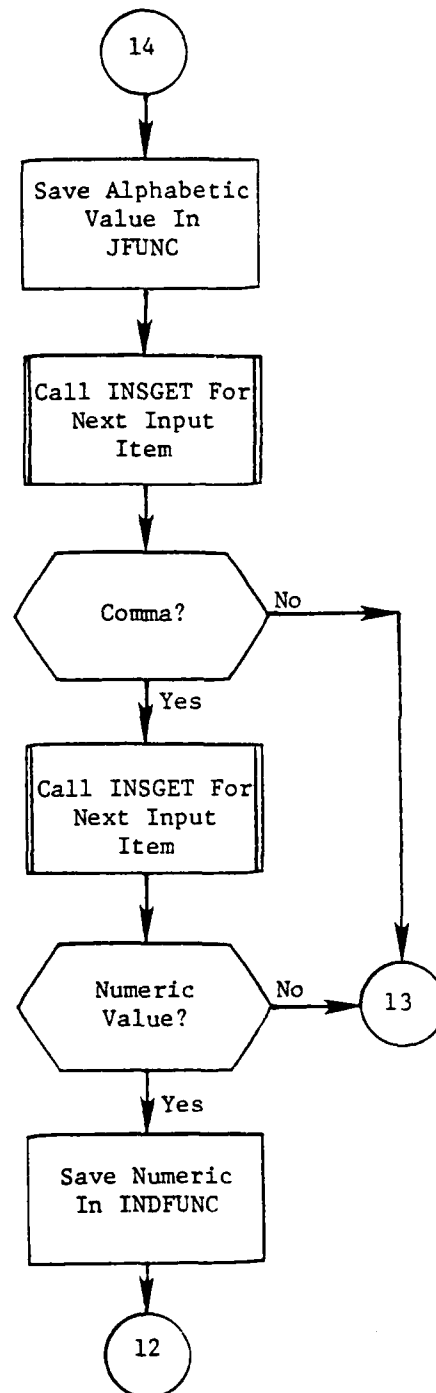 14
Save Alphabetic
Value In
JFUNC
Call INSGET For
Next Input
Item
Comma?
No
Yes
Call INSGET For
Next Input
Item
Numeric
Value?
No
13
Yes
Save Numeric
In INDFUNC
12